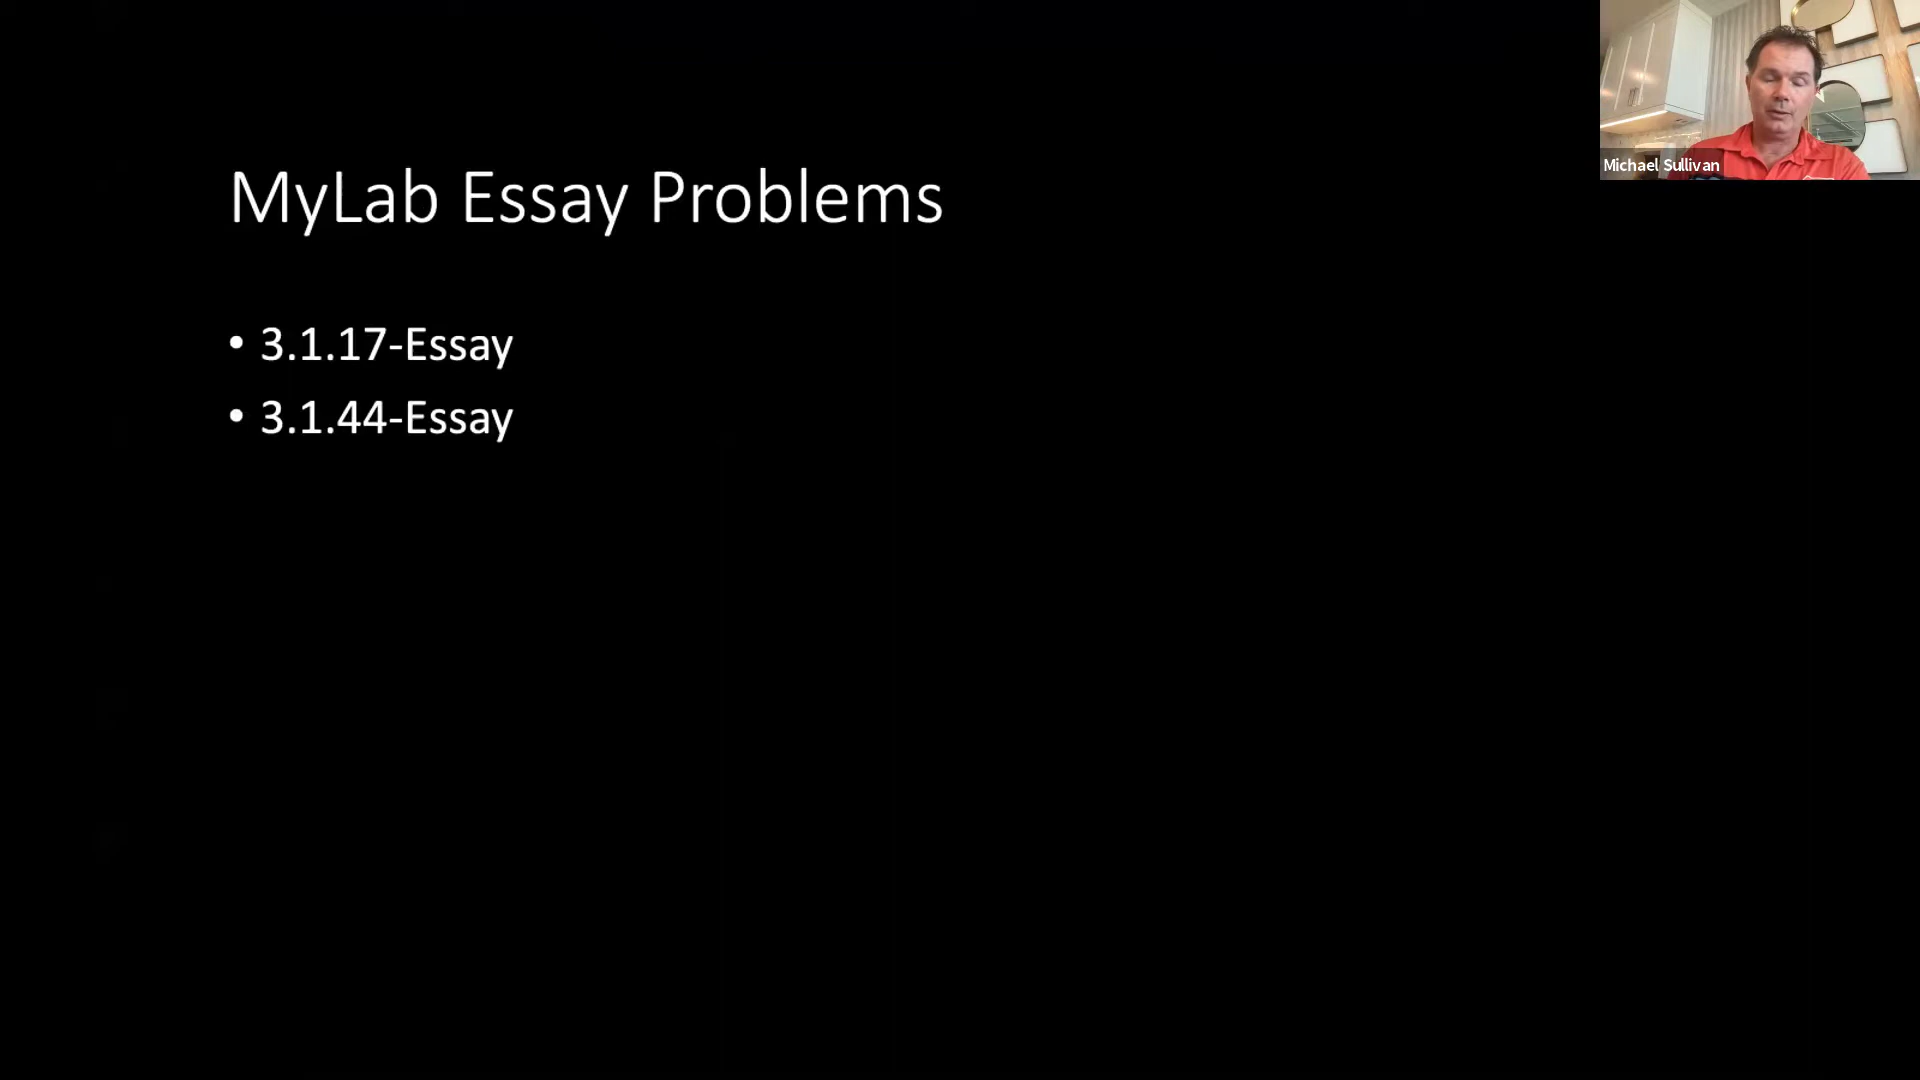 MyLab Essay Problems
• 3.1.17-Essay
• 3.1.44-Essay
Michael Sullivan